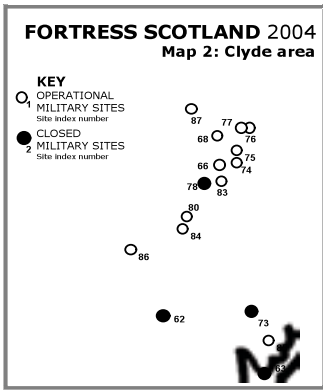 FORTRESS SCOTLAND 2004
Map 2: Clyde area
KEY
OPERATIONAL
MILITARY SITES
Site index number
1
CLOSED
MILITARY SITES
Site index number
2
87
77
68
76
75
66
74
78
83
80
84
86
62
73
63